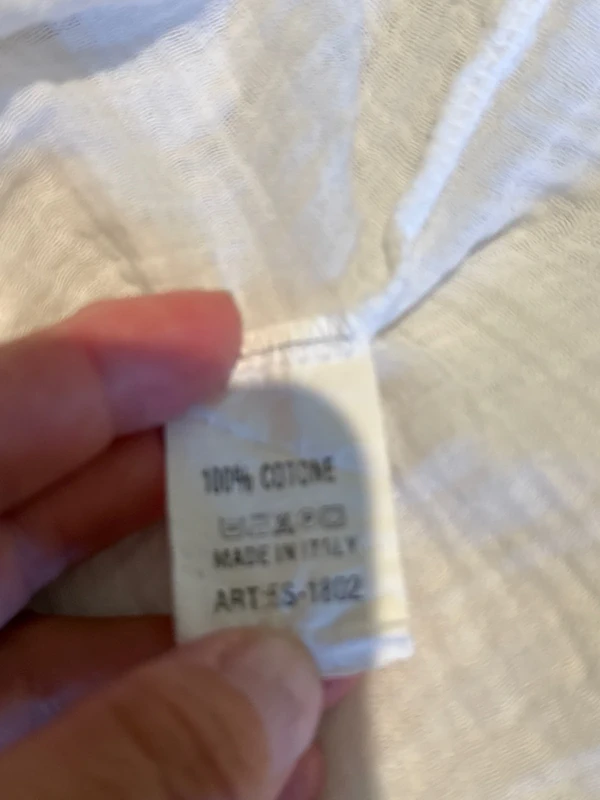 100% COTONE
MADE IN ITALY
ART:ES-1802